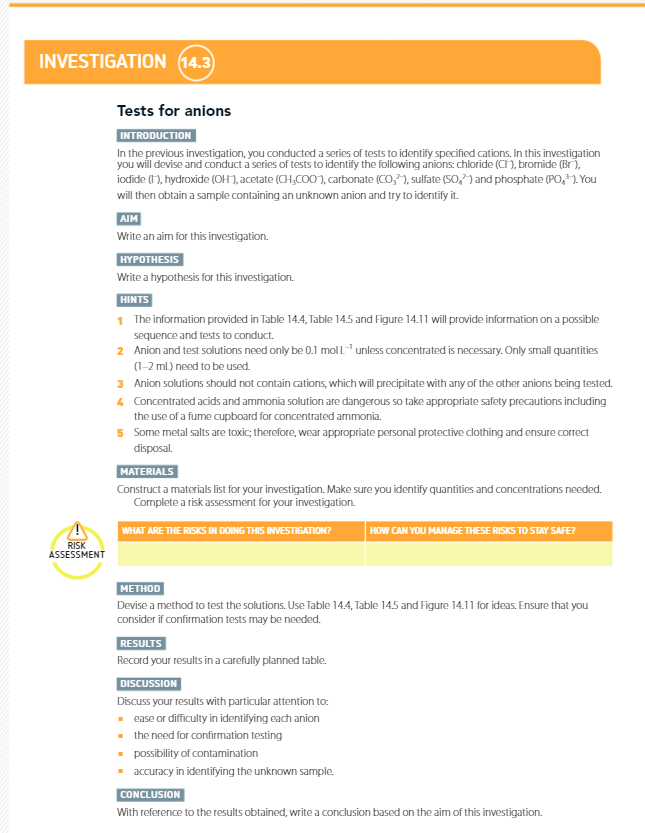 INVESTIGATION 14.3
Tests for anions
INTRODUCTION
In the previous investigation, you conducted a series of tests to identify specified cations. In this investigation
you will devise and conduct a series of tests to identify the following anions: chloride (Cl⁻), bromide (Br⁻),
iodide (I⁻), hydroxide (OH⁻), acetate (CH₃COO⁻), carbonate (CO₃²⁻), sulfate (SO₄²⁻) and phosphate (PO₄³⁻). You
will then obtain a sample containing an unknown anion and try to identify it.
AIM
Write an aim for this investigation.
HYPOTHESIS
Write a hypothesis for this investigation.
HINTS
1 The information provided in Table 14.4, Table 14.5 and Figure 14.11 will provide information on a possible
sequence and tests to conduct.
2 Anion and test solutions need only be 0.1 mol L⁻¹ unless concentrated is necessary. Only small quantities
(1–2 mL) need to be used.
3 Anion solutions should not contain cations, which will precipitate with any of the other anions being tested.
4 Concentrated acids and ammonia solution are dangerous so take appropriate safety precautions including
the use of a fume cupboard for concentrated ammonia.
5 Some metal salts are toxic; therefore, wear appropriate personal protective clothing and ensure correct
disposal.
MATERIALS
Construct a materials list for your investigation. Make sure you identify quantities and concentrations needed.
Complete a risk assessment for your investigation.
! RISK
ASSESSMENT
WHAT ARE THE RISKS IN DOING THIS INVESTIGATION? HOW CAN YOU MANAGE THESE RISKS TO STAY SAFE?
METHOD
Devise a method to test the solutions. Use Table 14.4, Table 14.5 and Figure 14.11 for ideas. Ensure that you
consider if confirmation tests may be needed.
RESULTS
Record your results in a carefully planned table.
DISCUSSION
Discuss your results with particular attention to:
▪ ease or difficulty in identifying each anion
▪ the need for confirmation testing
▪ possibility of contamination
▪ accuracy in identifying the unknown sample.
CONCLUSION
With reference to the results obtained, write a conclusion based on the aim of this investigation.